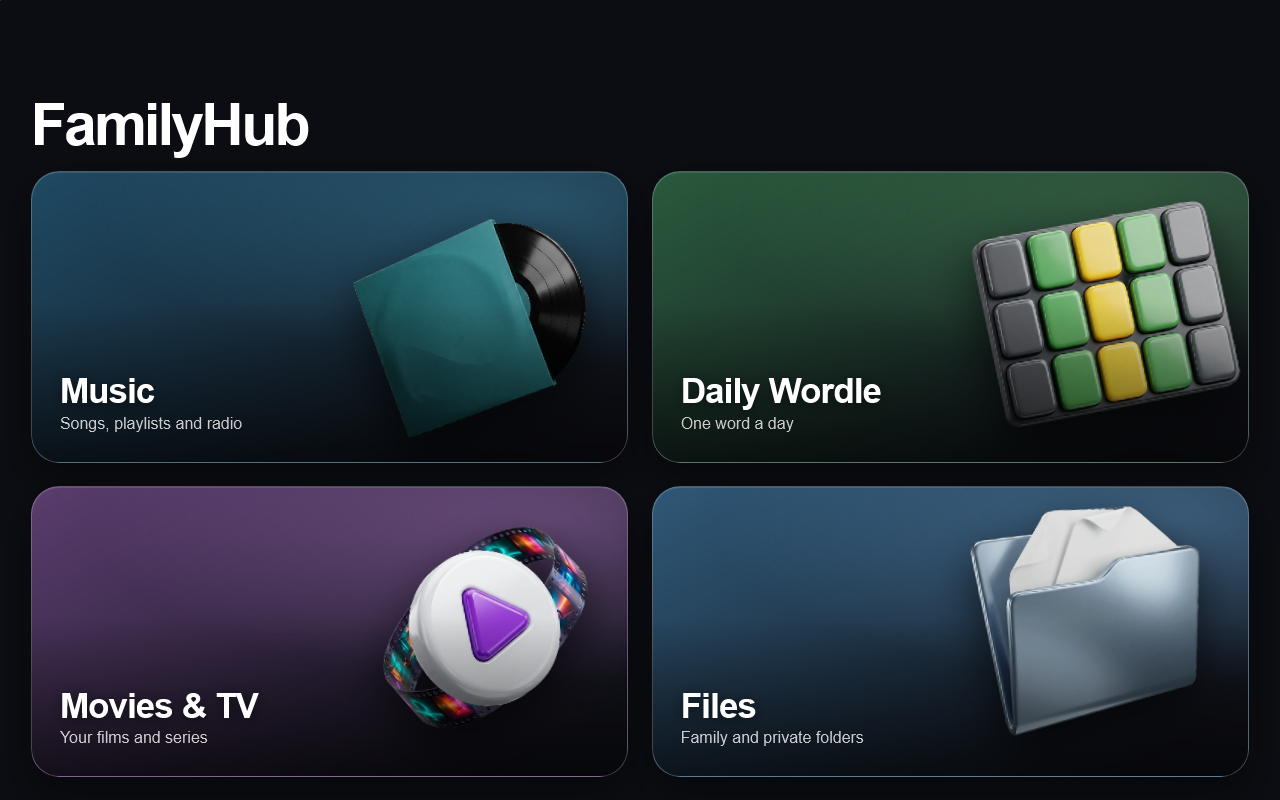 FamilyHub
Music
Songs, playlists and radio
Daily Wordle
One word a day
Movies & TV
Your films and series
Files
Family and private folders